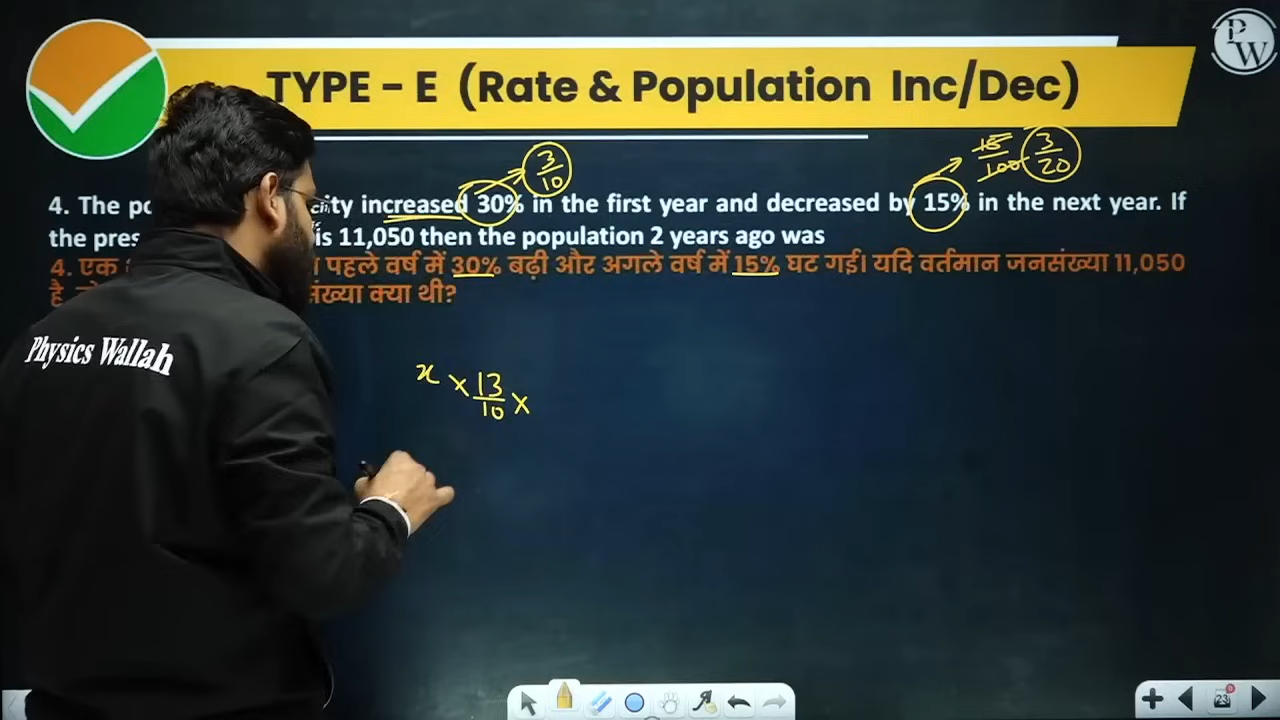 PW
TYPE – E (Rate & Population Inc/Dec)
3/10
15/100 3/20
4. The increased 30% in the first year and decreased by 15% in the next year. If
the is 11,050 then the population 2 years ago was
4. एक पहले वर्ष में 30% बढ़ी और अगले वर्ष में 15% घट गई। यदि वर्तमान जनसंख्या 11,050
है, क्या थी?
Physics Wallah
x × 13/10 ×
23